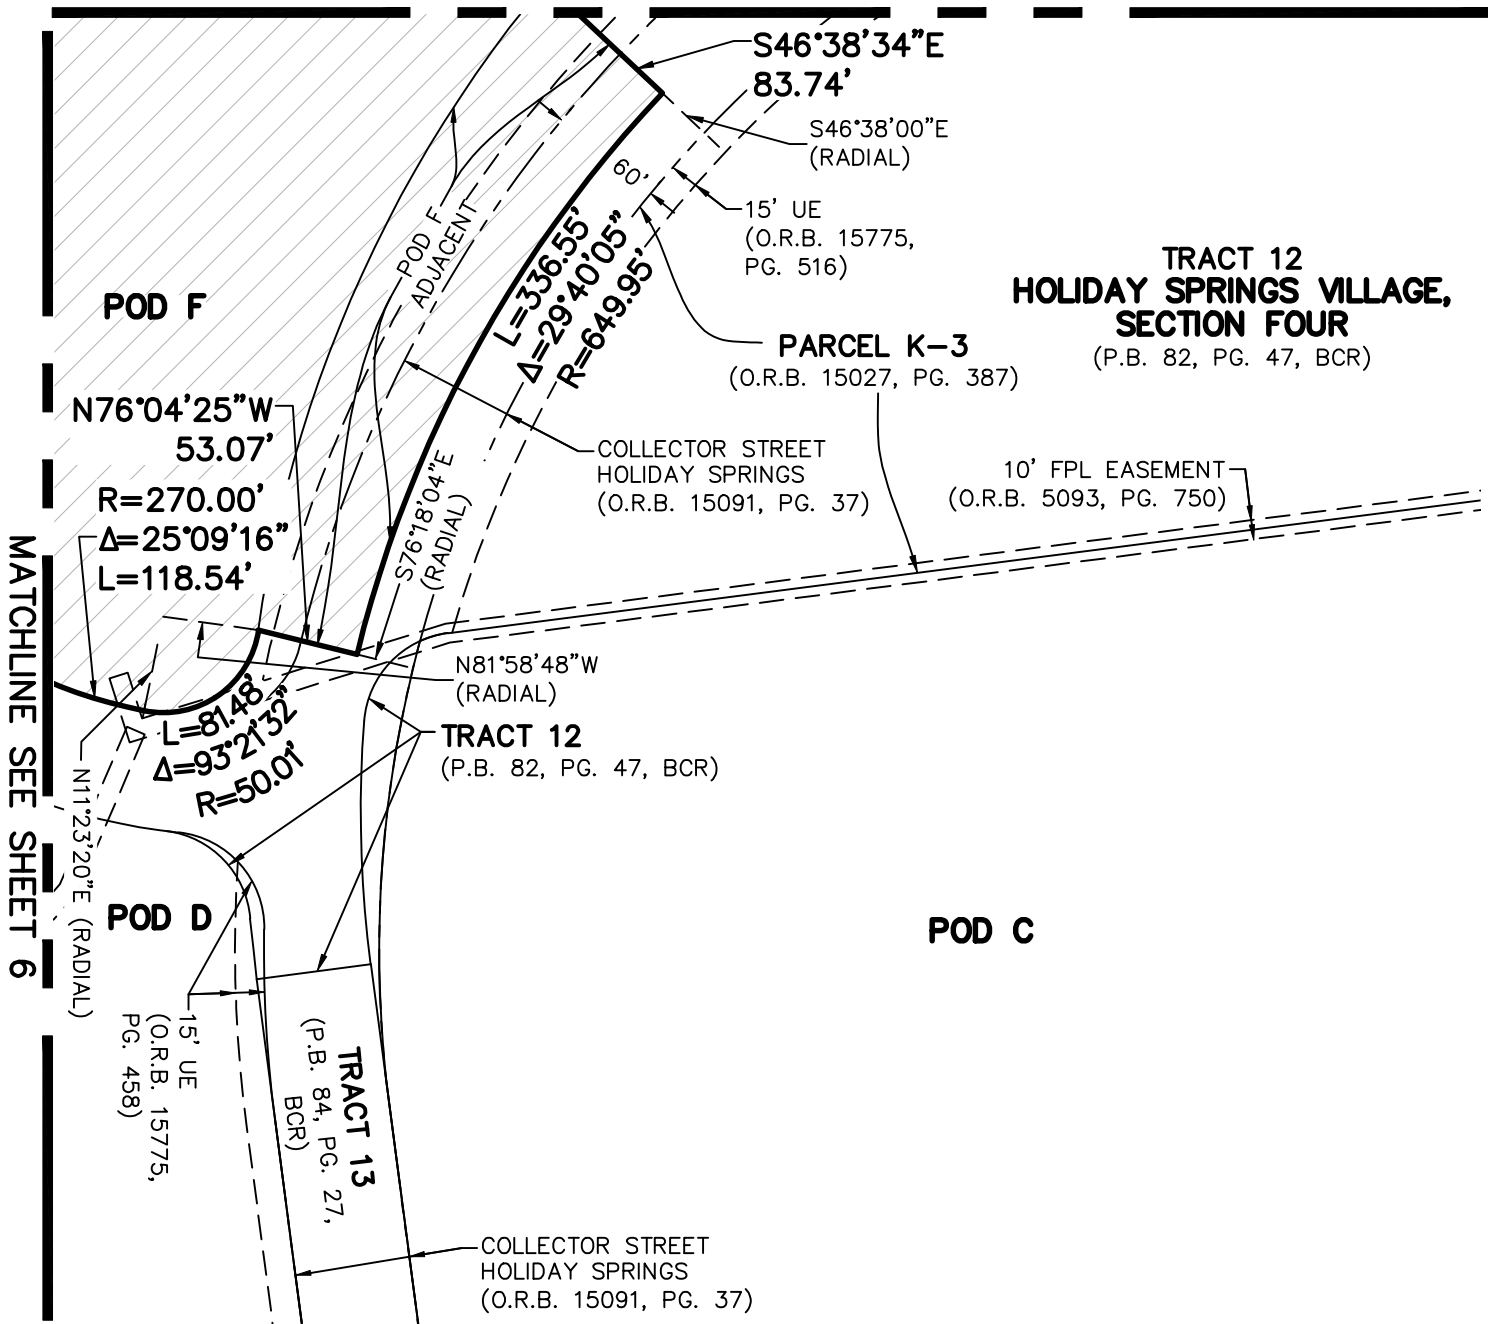 S46°38'34"E
83.74'
S46°38'00"E
(RADIAL)
60'
15' UE
(O.R.B. 15775,
PG. 516)
TRACT 12
HOLIDAY SPRINGS VILLAGE,
SECTION FOUR
(P.B. 82, PG. 47, BCR)
POD F
ADJACENT
L=336.55'
Δ=29°40'05"
R=649.95'
POD F
PARCEL K-3
(O.R.B. 15027, PG. 387)
N76°04'25"W
53.07'
R=270.00'
Δ=25°09'16"
L=118.54'
S76°18'04"E
(RADIAL)
COLLECTOR STREET
HOLIDAY SPRINGS
(O.R.B. 15091, PG. 37)
10' FPL EASEMENT
(O.R.B. 5093, PG. 750)
MATCHLINE SEE SHEET 6
N81°58'48"W
(RADIAL)
L=81.48'
Δ=93°21'32"
R=50.01'
TRACT 12
(P.B. 82, PG. 47, BCR)
N11°23'20"E (RADIAL)
POD D
POD C
15' UE
(O.R.B. 15775,
PG. 458)
TRACT 13
(P.B. 84, PG. 27,
BCR)
COLLECTOR STREET
HOLIDAY SPRINGS
(O.R.B. 15091, PG. 37)